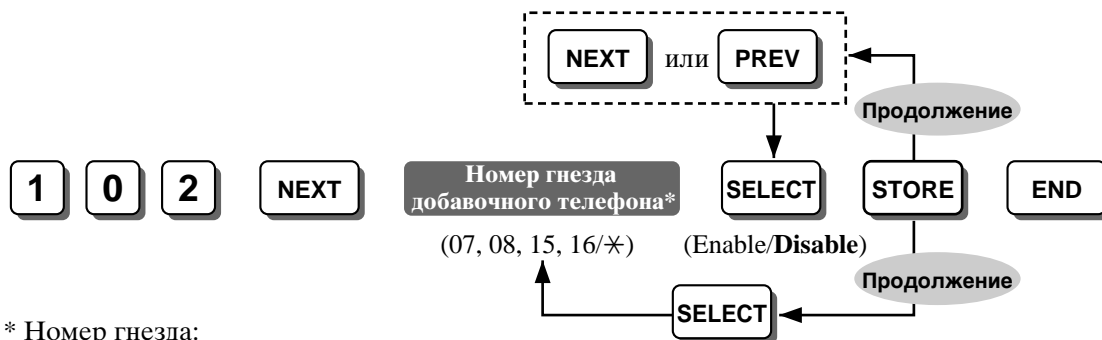 NEXT или PREV
Продолжение
1 0 2 NEXT Номер гнезда добавочного телефона* SELECT STORE END
(07, 08, 15, 16/✳) (Enable/Disable)
Продолжение
SELECT
* Номер гнезда: